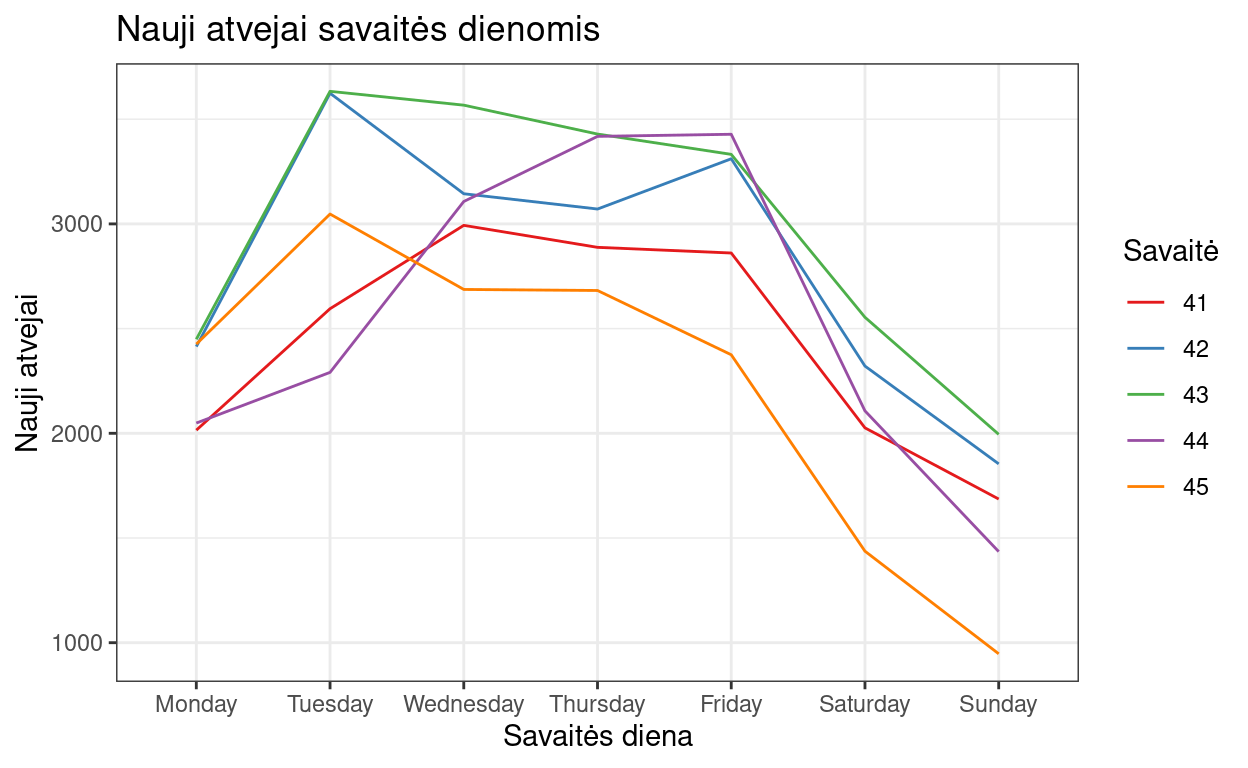 Nauji atvejai savaitės dienomis
Nauji atvejai
3000
2000
1000
Monday Tuesday Wednesday Thursday Friday Saturday Sunday
Savaitės diena
Savaitė
41
42
43
44
45